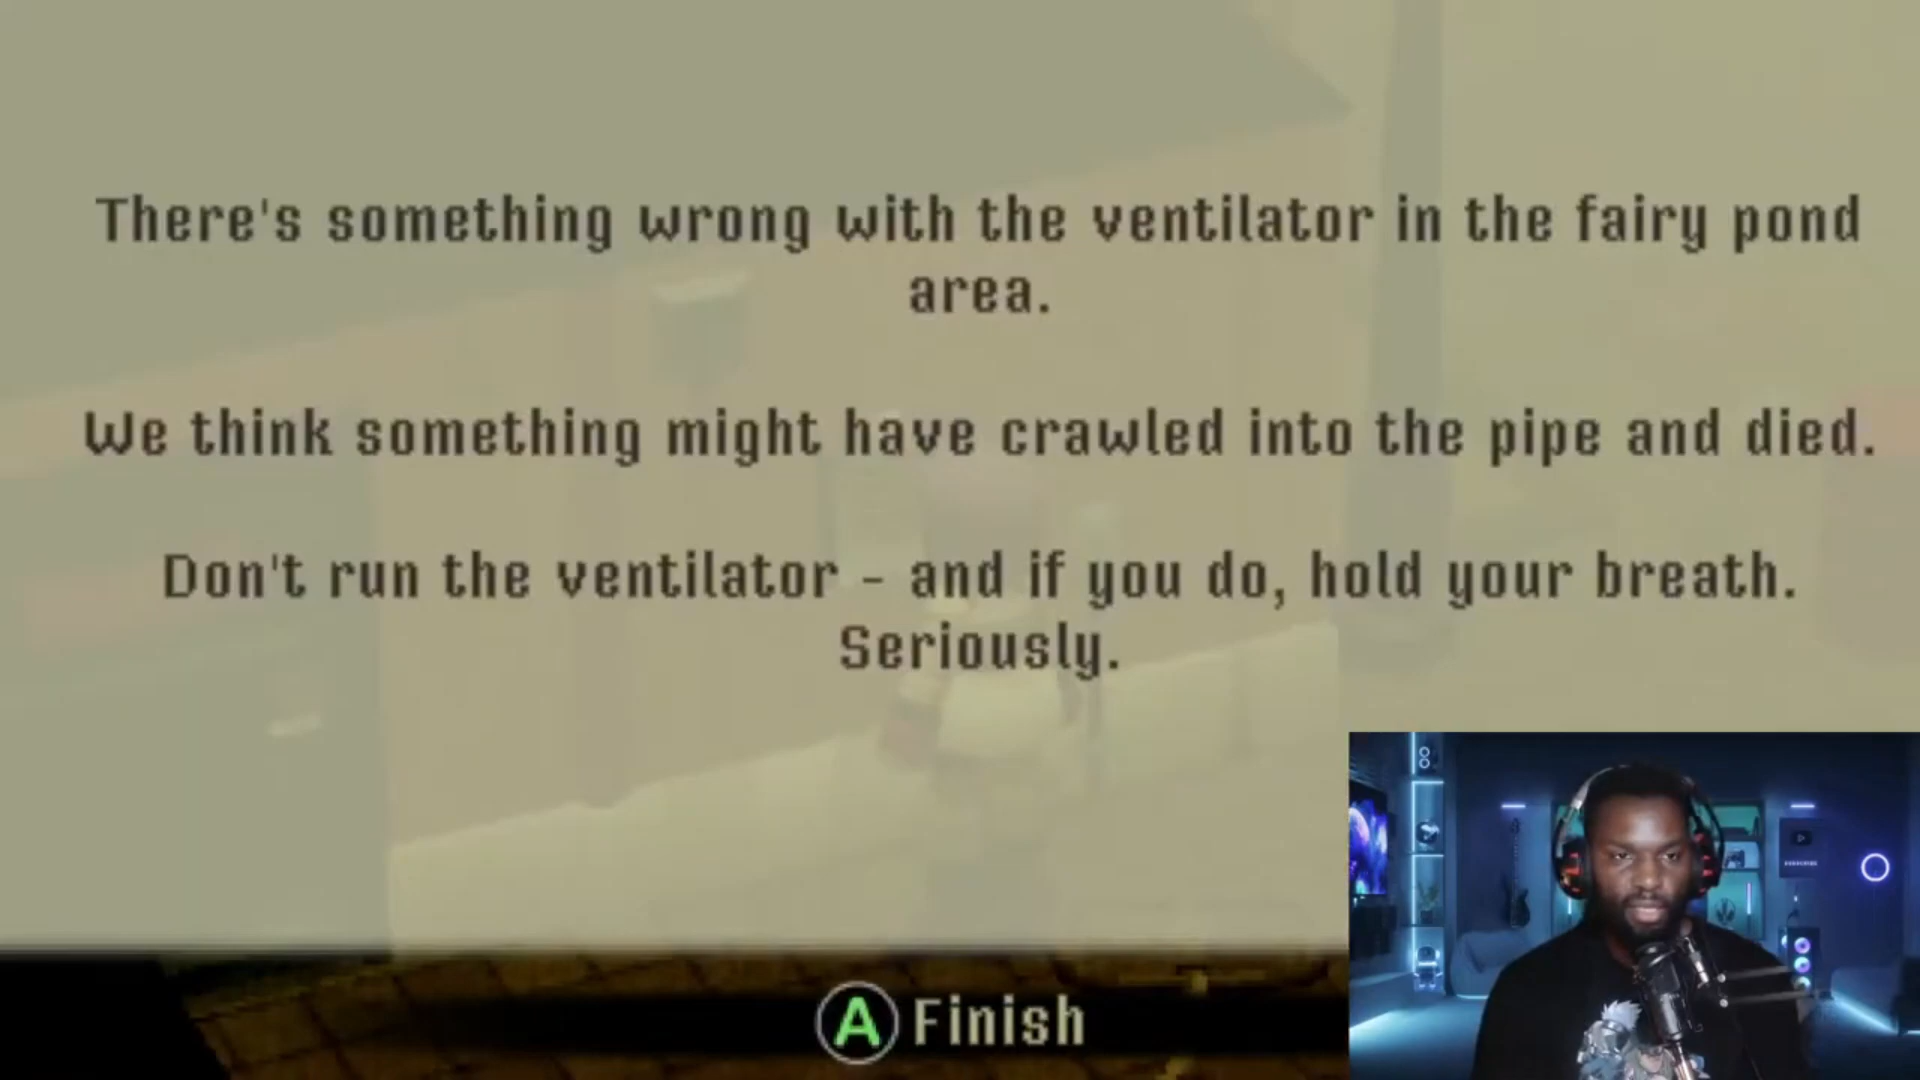 There's something wrong with the ventilator in the fairy pond
area.
We think something might have crawled into the pipe and died.
Don't run the ventilator - and if you do, hold your breath.
Seriously.
A Finish